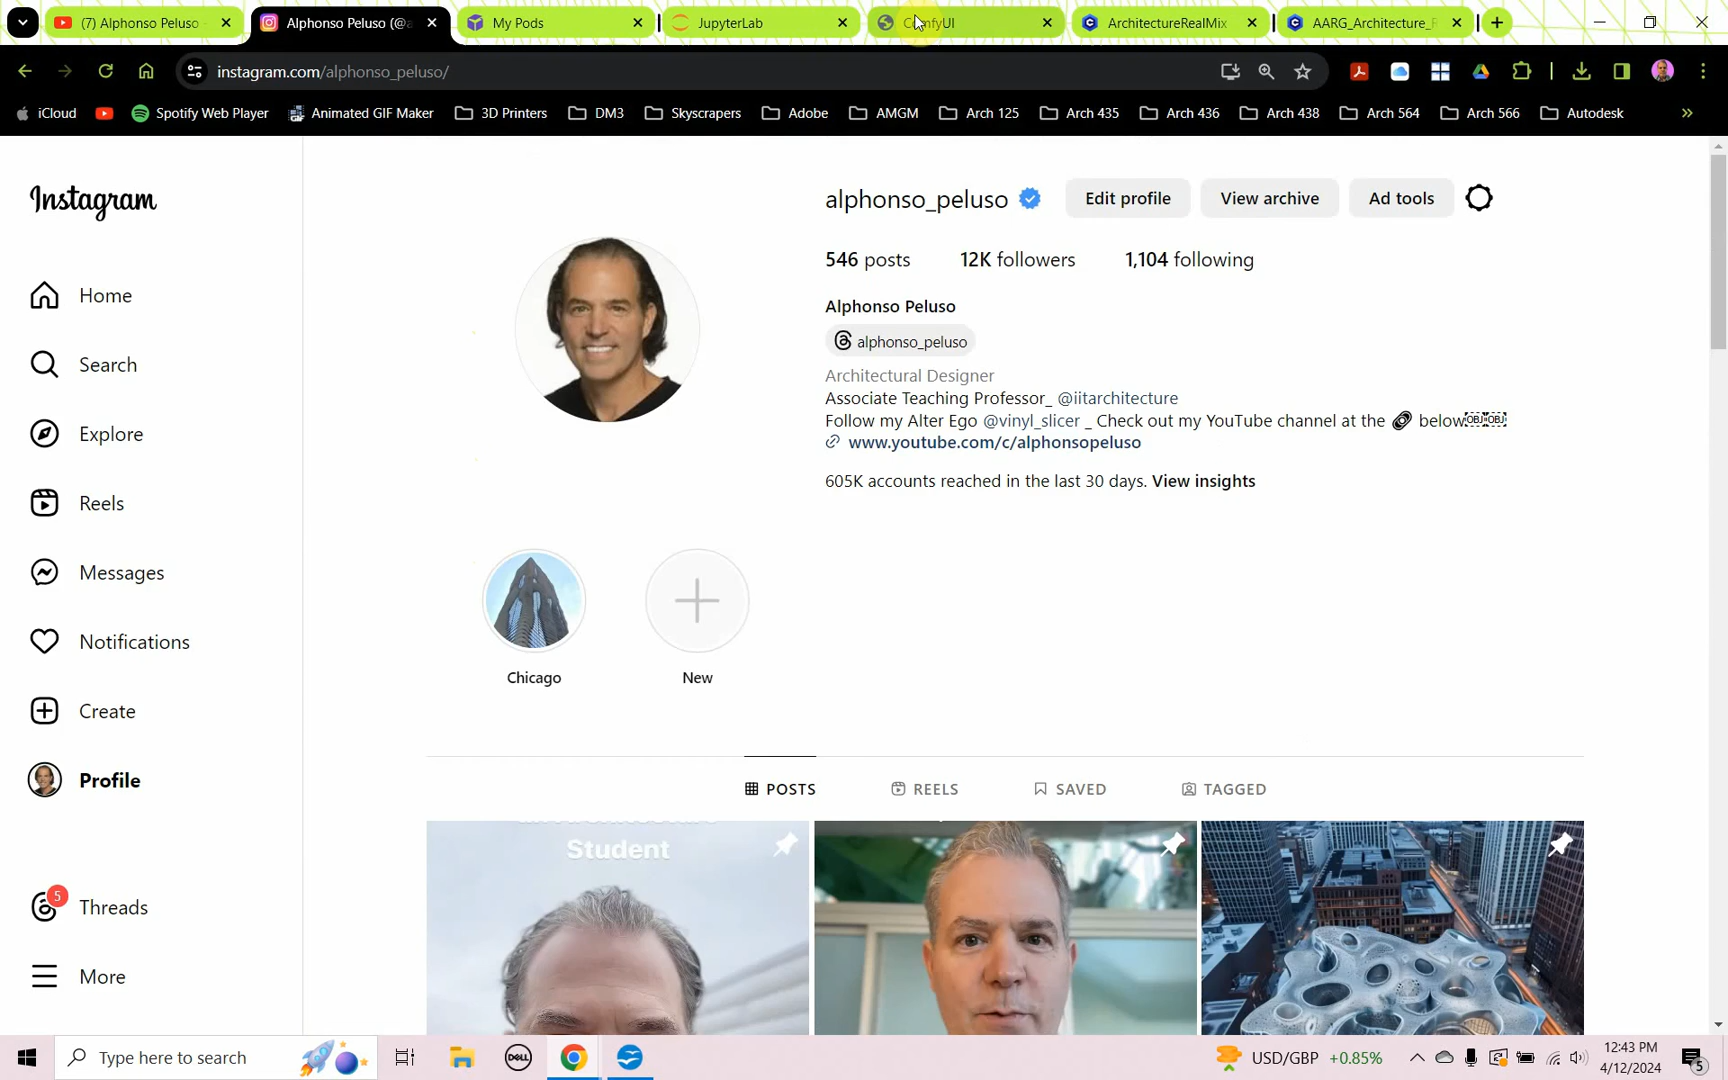 (7) Alphonso Peluso
Alphonso Peluso (@a
My Pods
JupyterLab
ComfyUI
ArchitectureRealMix
AARG_Architecture_R
instagram.com/alphonso_peluso/
iCloud
Spotify Web Player
Animated GIF Maker
3D Printers
DM3
Skyscrapers
Adobe
AMGM
Arch 125
Arch 435
Arch 436
Arch 438
Arch 564
Arch 566
Autodesk
»
Instagram
Home
Search
Explore
Reels
Messages
Notifications
Create
Profile
5
Threads
More
alphonso_peluso
Edit profile
View archive
Ad tools
546 posts
12K followers
1,104 following
Alphonso Peluso
alphonso_peluso
Architectural Designer
Associate Teaching Professor_ @iitarchitecture
Follow my Alter Ego @vinyl_slicer _ Check out my YouTube channel at the 🔗 below
www.youtube.com/c/alphonsopeluso
605K accounts reached in the last 30 days. View insights
Chicago
New
POSTS
REELS
SAVED
TAGGED
Student
Type here to search
DELL
USD/GBP +0.85%
12:43 PM
4/12/2024
5